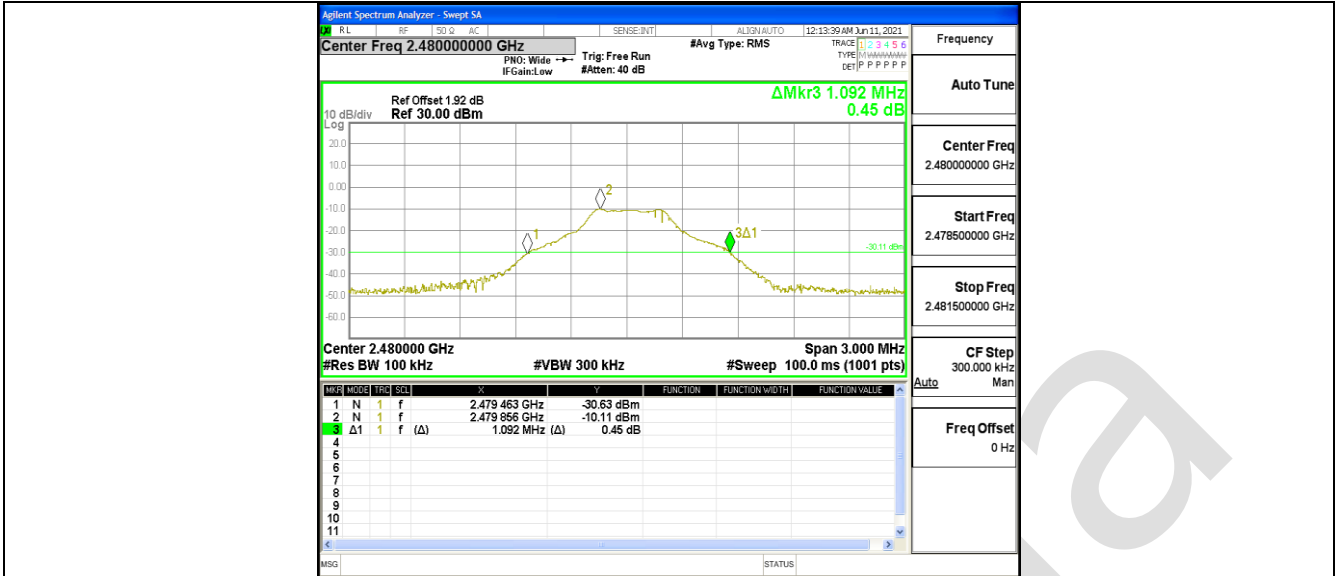 Agilent Spectrum Analyzer - Swept SA
RL RF 50 Ω AC SENSE:INT ALIGNAUTO 12:13:39 AM Jun 11, 2021
Center Freq 2.480000000 GHz
#Avg Type: RMS
TRACE 1 2 3 4 5 6
PNO: Wide
Trig: Free Run
TYPE M
IFGain:Low
#Atten: 40 dB
DET P P P P P P
Frequency
Auto Tune
ΔMkr3 1.092 MHz
0.45 dB
Ref Offset 1.92 dB
10 dB/div Ref 30.00 dBm
Log
20.0
10.0
0.00
-10.0
-20.0
-30.0
-40.0
-50.0
-60.0
1
2
3Δ1
-30.11 dBm
Center Freq
2.480000000 GHz
Start Freq
2.478500000 GHz
Stop Freq
2.481500000 GHz
CF Step
300.000 kHz
Auto Man
Freq Offset
0 Hz
Center 2.480000 GHz Span 3.000 MHz
#Res BW 100 kHz #VBW 300 kHz #Sweep 100.0 ms (1001 pts)
MKR MODE TRC SCL X Y FUNCTION FUNCTION WIDTH FUNCTION VALUE
1 N 1 f 2.479 463 GHz -30.63 dBm
2 N 1 f 2.479 856 GHz -10.11 dBm
3 Δ1 1 f (Δ) 1.092 MHz (Δ) 0.45 dB
4
5
6
7
8
9
10
11
MSG STATUS